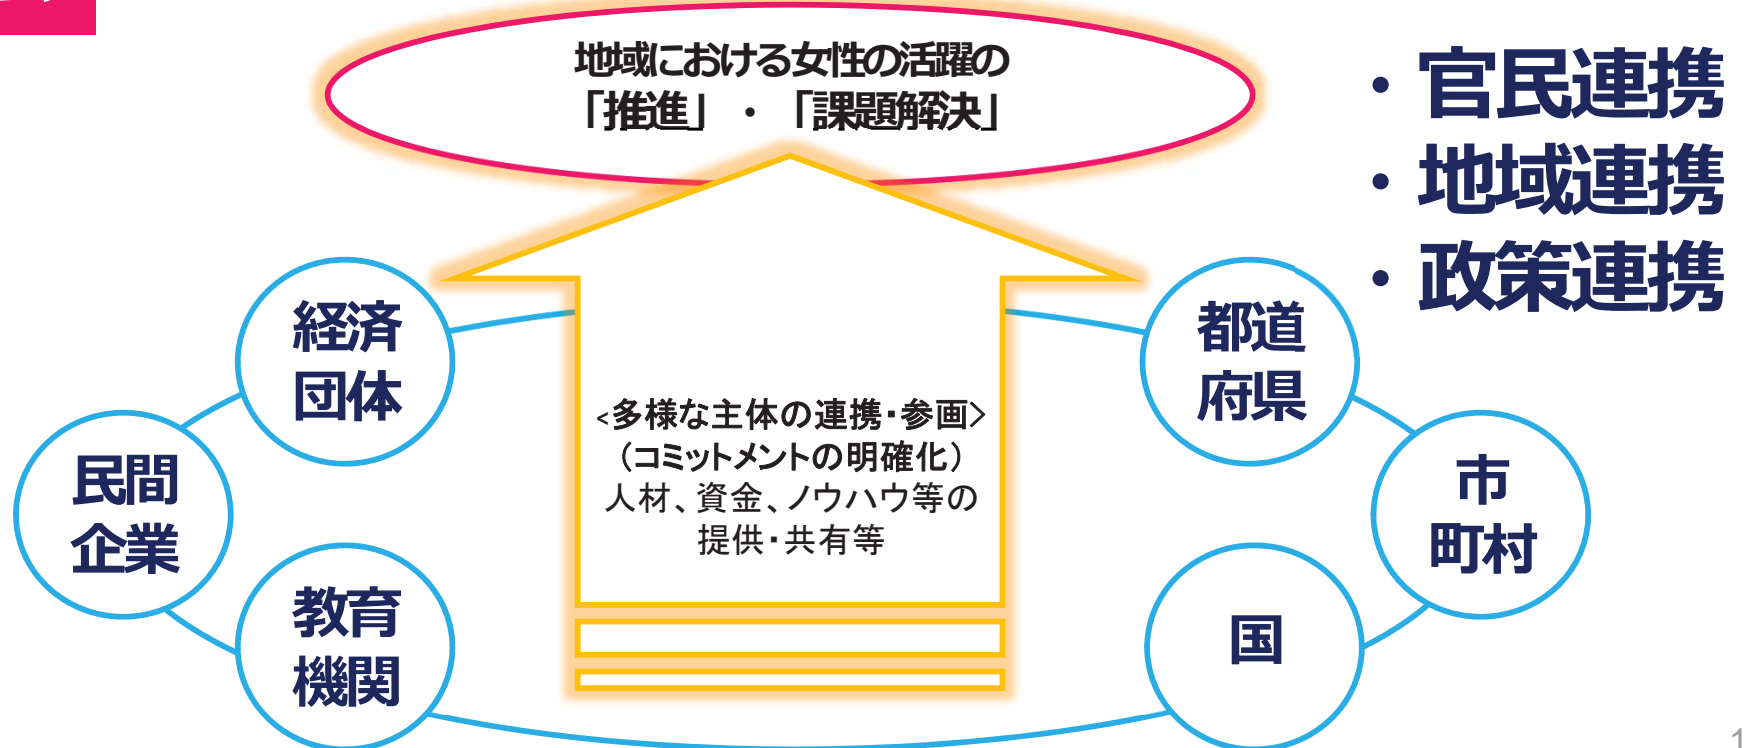 地域における女性の活躍の
「推進」・「課題解決」
・官民連携
・地域連携
・政策連携
経済
団体
都道
府県
<多様な主体の連携・参画>
（コミットメントの明確化）
人材、資金、ノウハウ等の
提供・共有等
民間
企業
市
町村
教育
機関
国
1